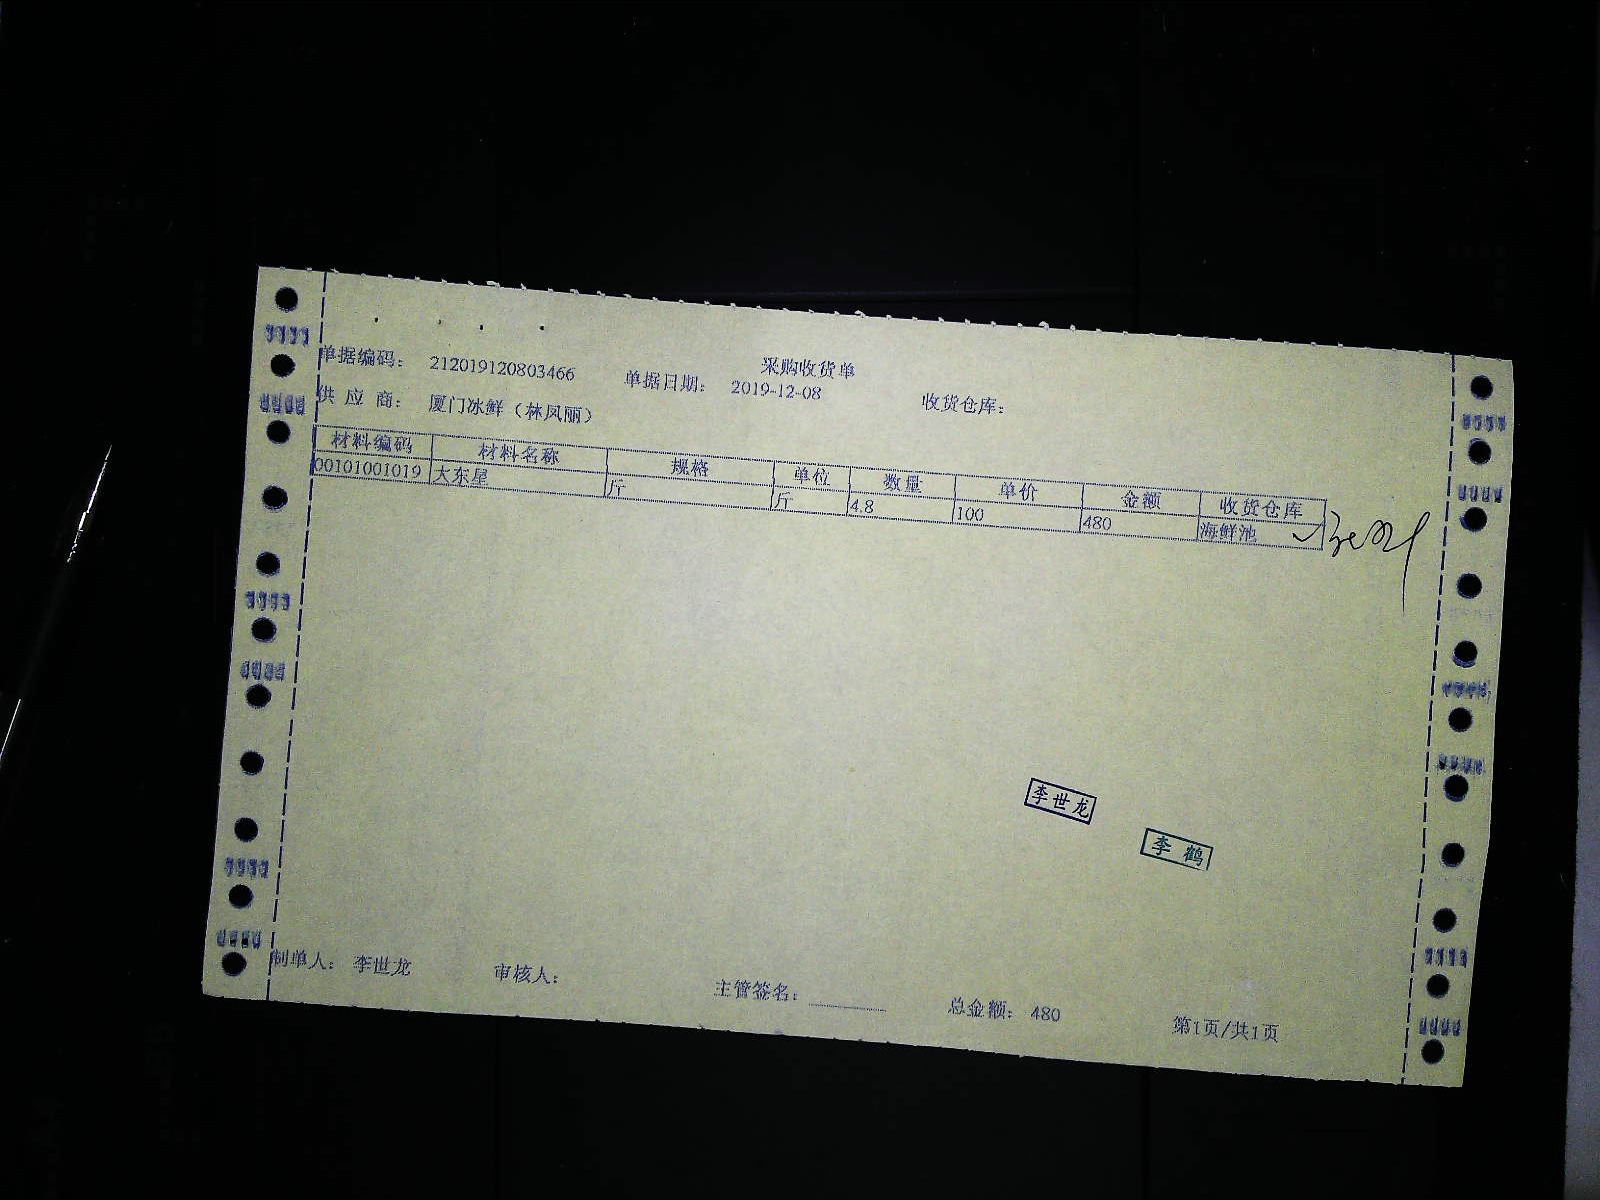 采购收货单
单据编码: 212019120803466 单据日期: 2019-12-08 收货仓库:
供应商: 厦门冰鲜（林凤丽）
材料编码 材料名称 规格 单位 数量 单价 金额 收货仓库
00101001019 大东星 斤 斤 4.8 100 480 海鲜池
李世龙
李鹤
制单人: 李世龙 审核人: 主管签名: 总金额: 480 第1页/共1页